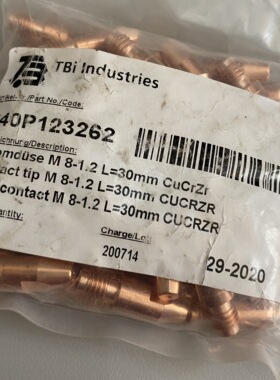 TBi Industries
Part No./Code:
40P123262
Description:
M 8-1.2 L=30mm CuCrZr
tact tip M 8-1.2 L=30mm CUCRZR
contact M 8-1.2 L=30mm CUCRZR
Charge/Lot
200714
29-2020